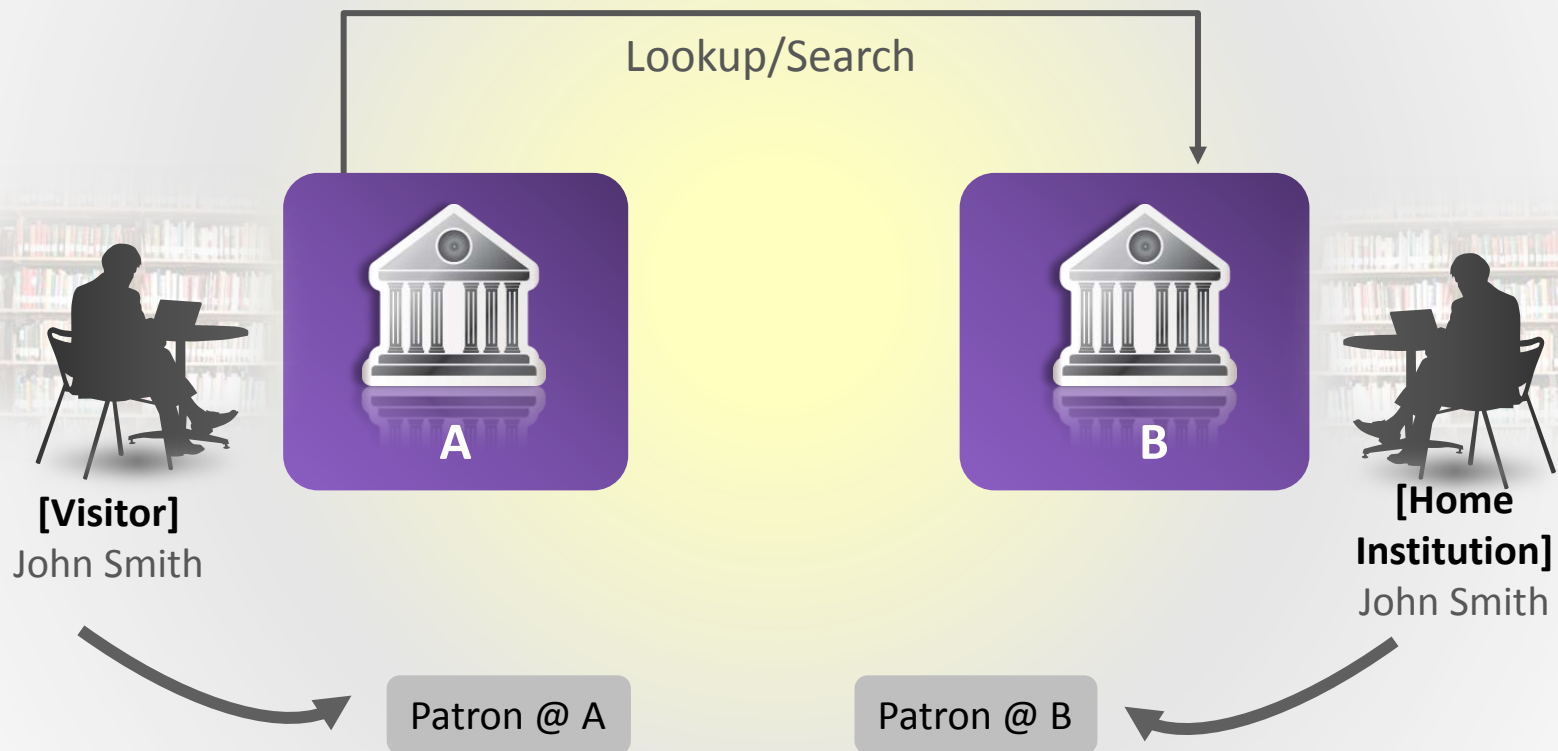 Lookup/Search
A
B
[Visitor]
John Smith
[Home
Institution]
John Smith
Patron @ A
Patron @ B